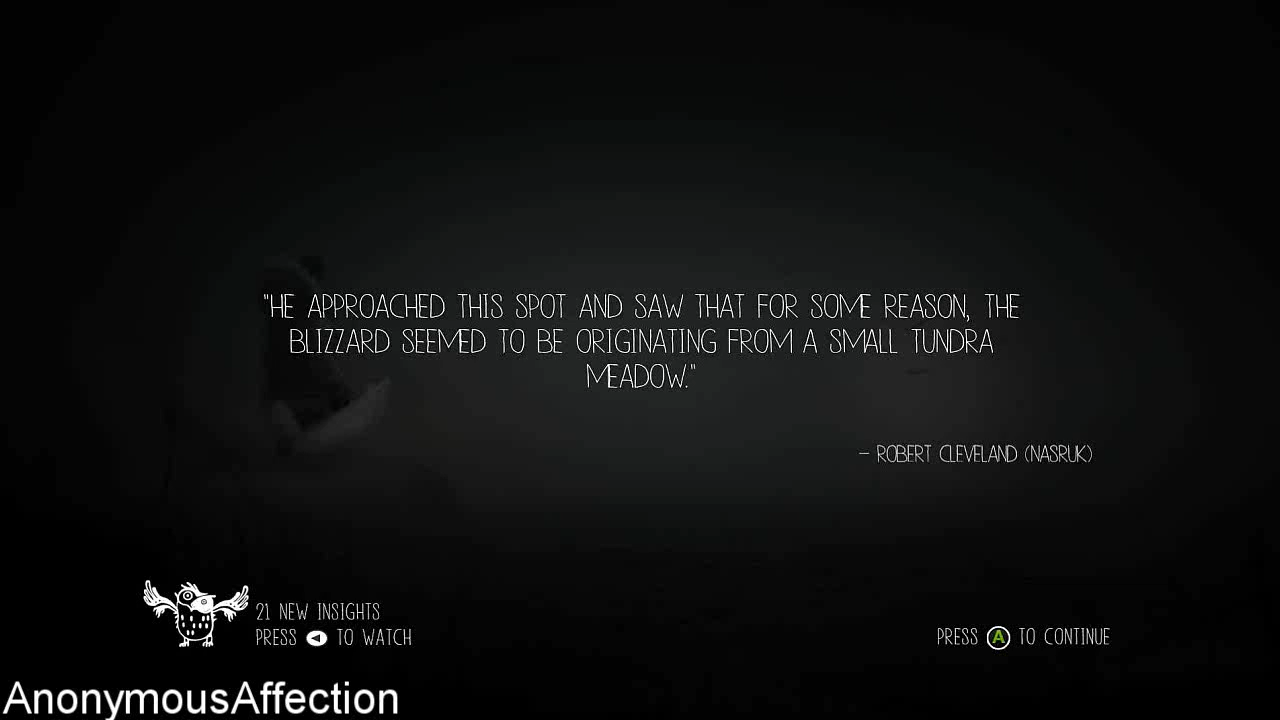 "HE APPROACHED THIS SPOT AND SAW THAT FOR SOME REASON, THE
BLIZZARD SEEMED TO BE ORIGINATING FROM A SMALL TUNDRA
MEADOW."
– ROBERT CLEVELAND (NASRUK)
21 NEW INSIGHTS
PRESS ◄ TO WATCH
PRESS A TO CONTINUE
AnonymousAffection